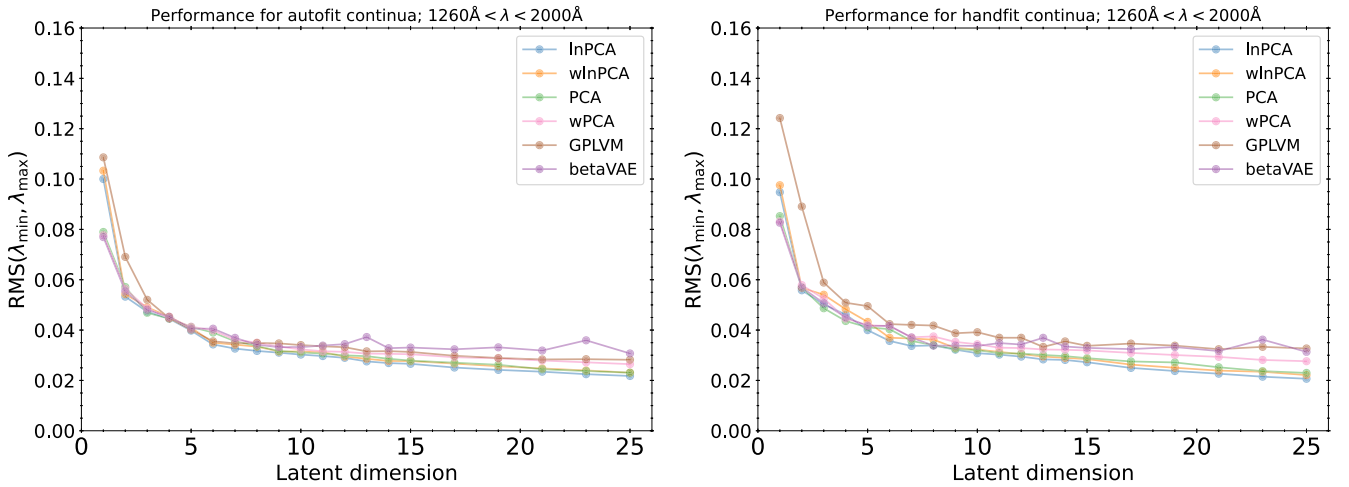 Performance for autofit continua; 1260Å < λ < 2000Å
RMS(λmin, λmax)
0.16
0.14
0.12
0.10
0.08
0.06
0.04
0.02
0.00
0 5 10 15 20 25
Latent dimension
lnPCA
wlnPCA
PCA
wPCA
GPLVM
betaVAE
Performance for handfit continua; 1260Å < λ < 2000Å
RMS(λmin, λmax)
0.16
0.14
0.12
0.10
0.08
0.06
0.04
0.02
0.00
0 5 10 15 20 25
Latent dimension
lnPCA
wlnPCA
PCA
wPCA
GPLVM
betaVAE